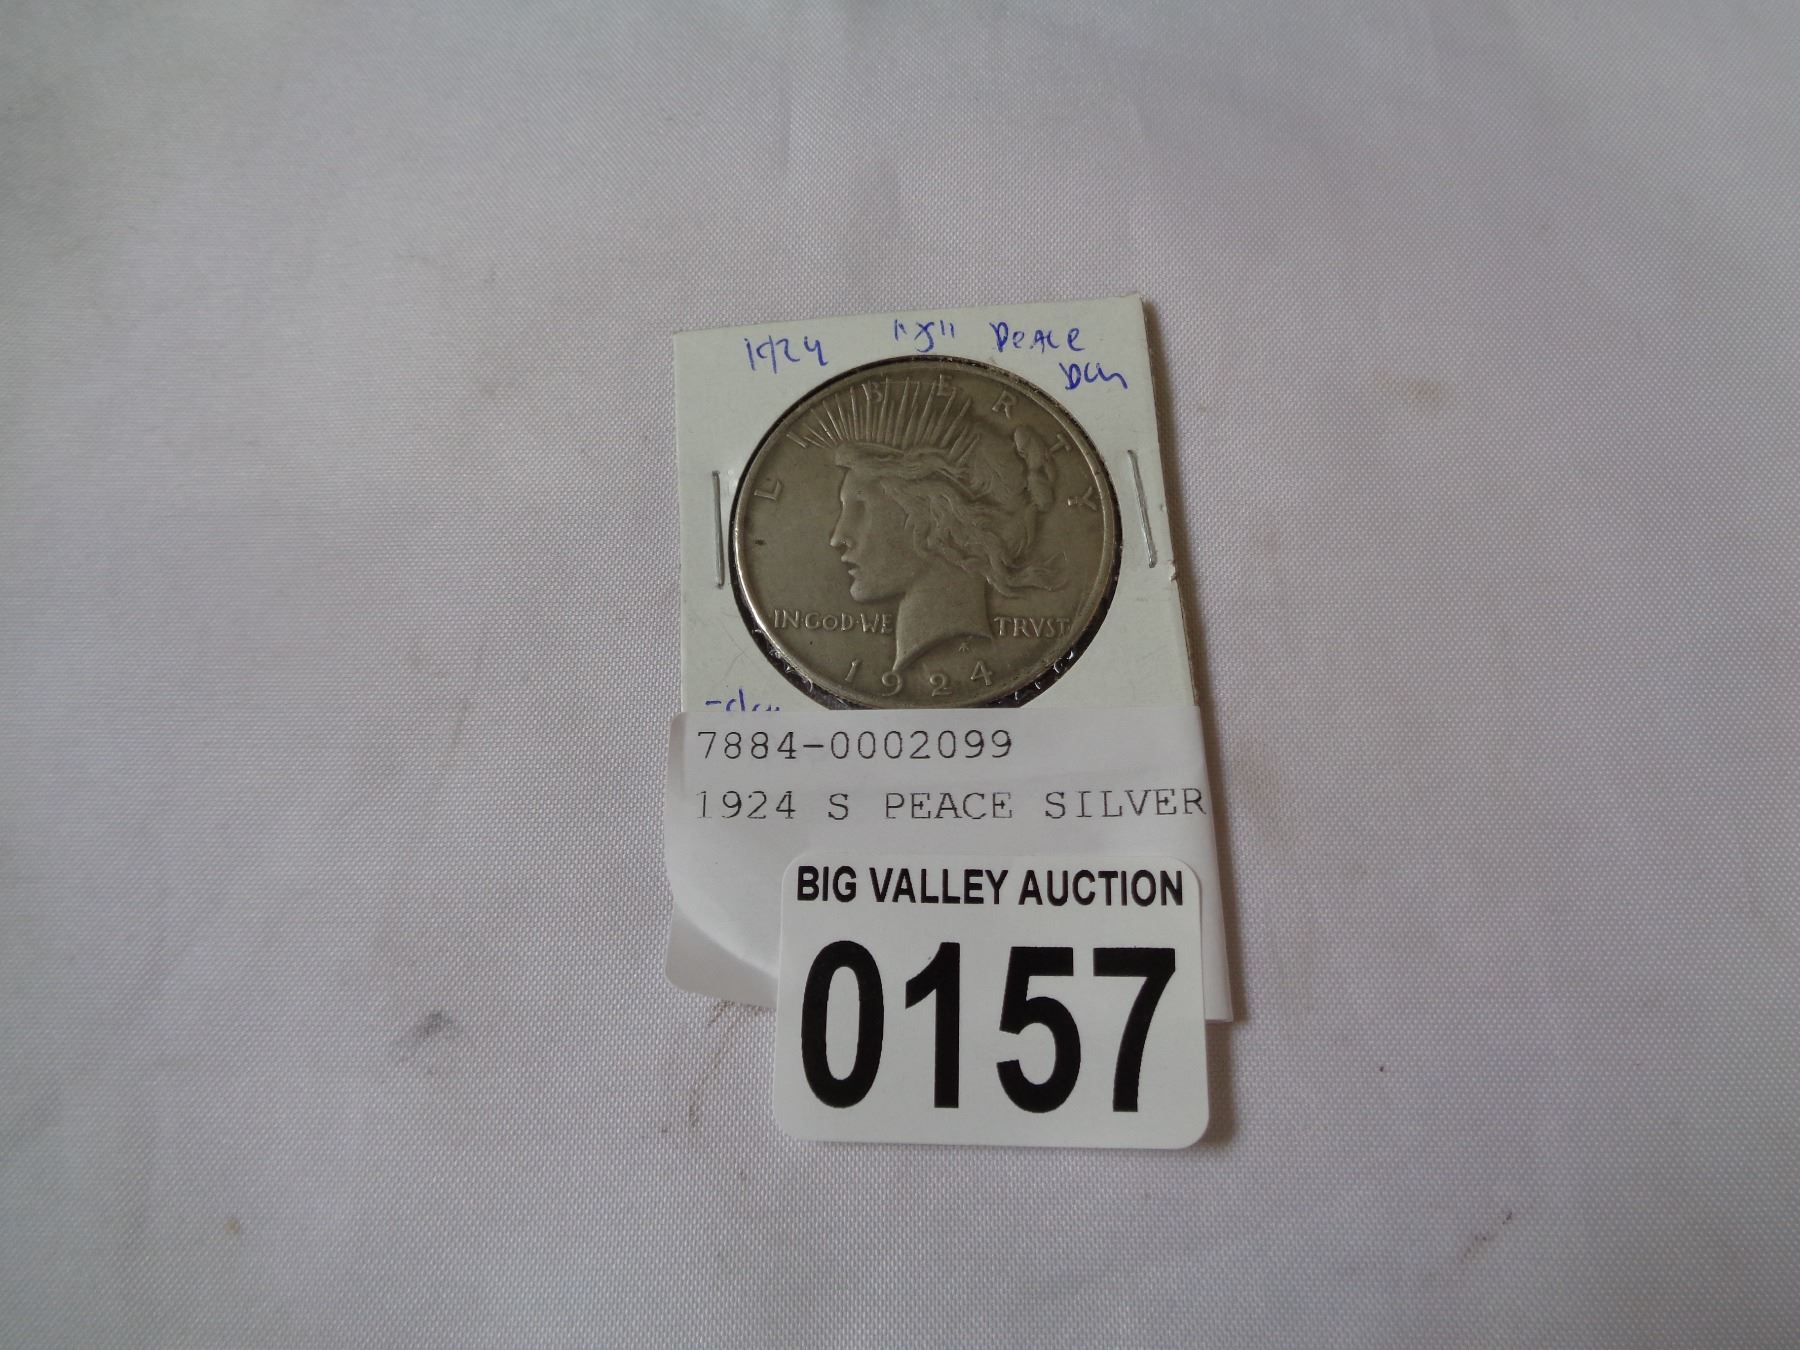 1924 "S" Peace
LIBERTY
IN·GOD·WE TRVST
1924
7884-0002099
1924 S PEACE SILVER
BIG VALLEY AUCTION
0157